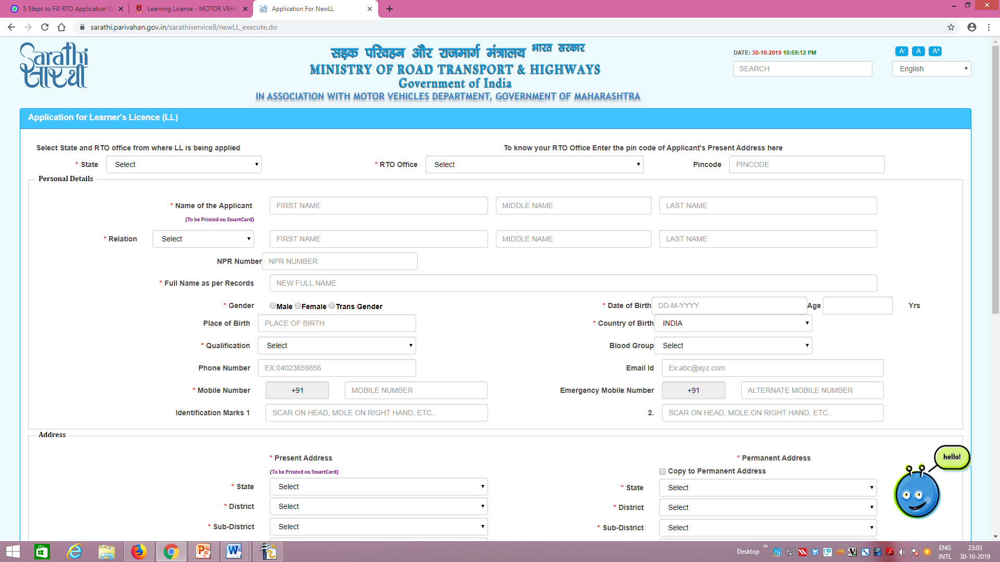 5 Steps to Fill RTO Application O
Learning License - MOTOR VEHIC
Application For NewLL
sarathi.parivahan.gov.in/sarathiservice8/newLL_execute.do
Sarathi
सारथी
सड़क परिवहन और राजमार्ग मंत्रालय भारत सरकार
MINISTRY OF ROAD TRANSPORT & HIGHWAYS
Government of India
IN ASSOCIATION WITH MOTOR VEHICLES DEPARTMENT, GOVERNMENT OF MAHARASHTRA
DATE: 30-10-2019 10:59:12 PM
A- A A+
SEARCH
English
Application for Learner's Licence (LL)
Select State and RTO office from where LL is being applied
To know your RTO Office Enter the pin code of Applicant's Present Address here
* State Select * RTO Office Select Pincode PINCODE
Personal Details
* Name of the Applicant FIRST NAME MIDDLE NAME LAST NAME
(To be Printed on SmartCard)
* Relation Select FIRST NAME MIDDLE NAME LAST NAME
NPR Number NPR NUMBER
* Full Name as per Records NEW FULL NAME
* Gender Male Female Trans Gender * Date of Birth DD-M-YYYY Age Yrs
Place of Birth PLACE OF BIRTH * Country of Birth INDIA
* Qualification Select Blood Group Select
Phone Number EX:04023659856 Email Id Ex:abc@xyz.com
* Mobile Number +91 MOBILE NUMBER Emergency Mobile Number +91 ALTERNATE MOBILE NUMBER
Identification Marks 1 SCAR ON HEAD, MOLE ON RIGHT HAND, ETC.. 2. SCAR ON HEAD, MOLE ON RIGHT HAND, ETC..
Address
* Present Address * Permanent Address
(To be Printed on SmartCard) Copy to Permanent Address
hello!
* State Select * State Select
* District Select * District Select
* Sub-District Select * Sub-District Select
Desktop
ENG
INTL
23:03
30-10-2019